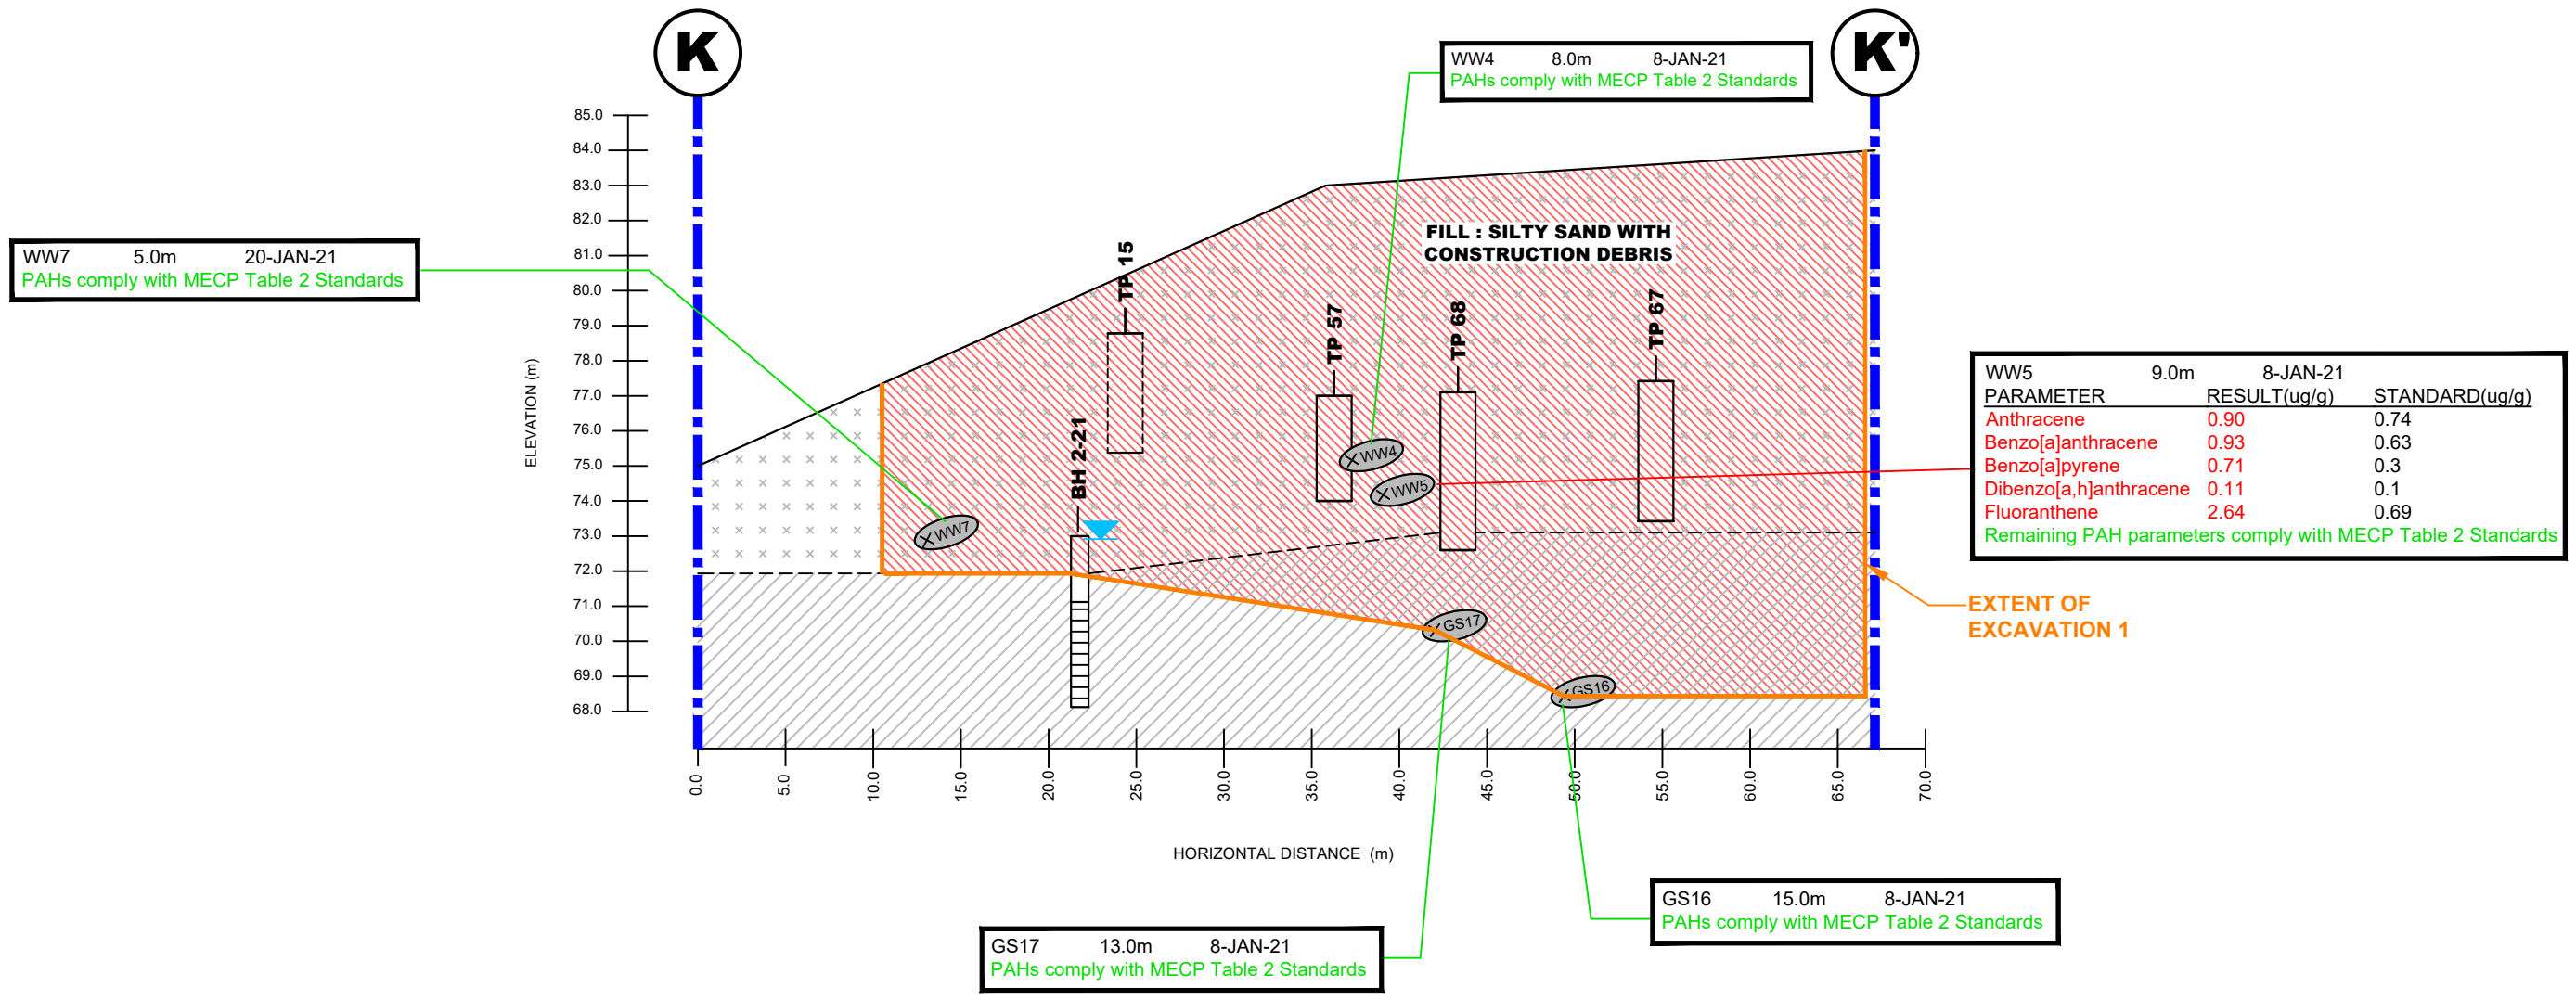 K
K'
WW4 8.0m 8-JAN-21
PAHs comply with MECP Table 2 Standards
WW7 5.0m 20-JAN-21
PAHs comply with MECP Table 2 Standards
85.0
84.0
83.0
82.0
81.0
80.0
79.0
78.0
77.0
76.0
75.0
74.0
73.0
72.0
71.0
70.0
69.0
68.0
ELEVATION (m)
FILL : SILTY SAND WITH
CONSTRUCTION DEBRIS
TP 15
TP 57
TP 68
TP 67
BH 2-21
WW4
WW5
WW7
GS17
GS16
WW5 9.0m 8-JAN-21
PARAMETER RESULT(ug/g) STANDARD(ug/g)
Anthracene 0.90 0.74
Benzo[a]anthracene 0.93 0.63
Benzo[a]pyrene 0.71 0.3
Dibenzo[a,h]anthracene 0.11 0.1
Fluoranthene 2.64 0.69
Remaining PAH parameters comply with MECP Table 2 Standards
EXTENT OF
EXCAVATION 1
0.0 5.0 10.0 15.0 20.0 25.0 30.0 35.0 40.0 45.0 50.0 55.0 60.0 65.0 70.0
HORIZONTAL DISTANCE (m)
GS16 15.0m 8-JAN-21
PAHs comply with MECP Table 2 Standards
GS17 13.0m 8-JAN-21
PAHs comply with MECP Table 2 Standards